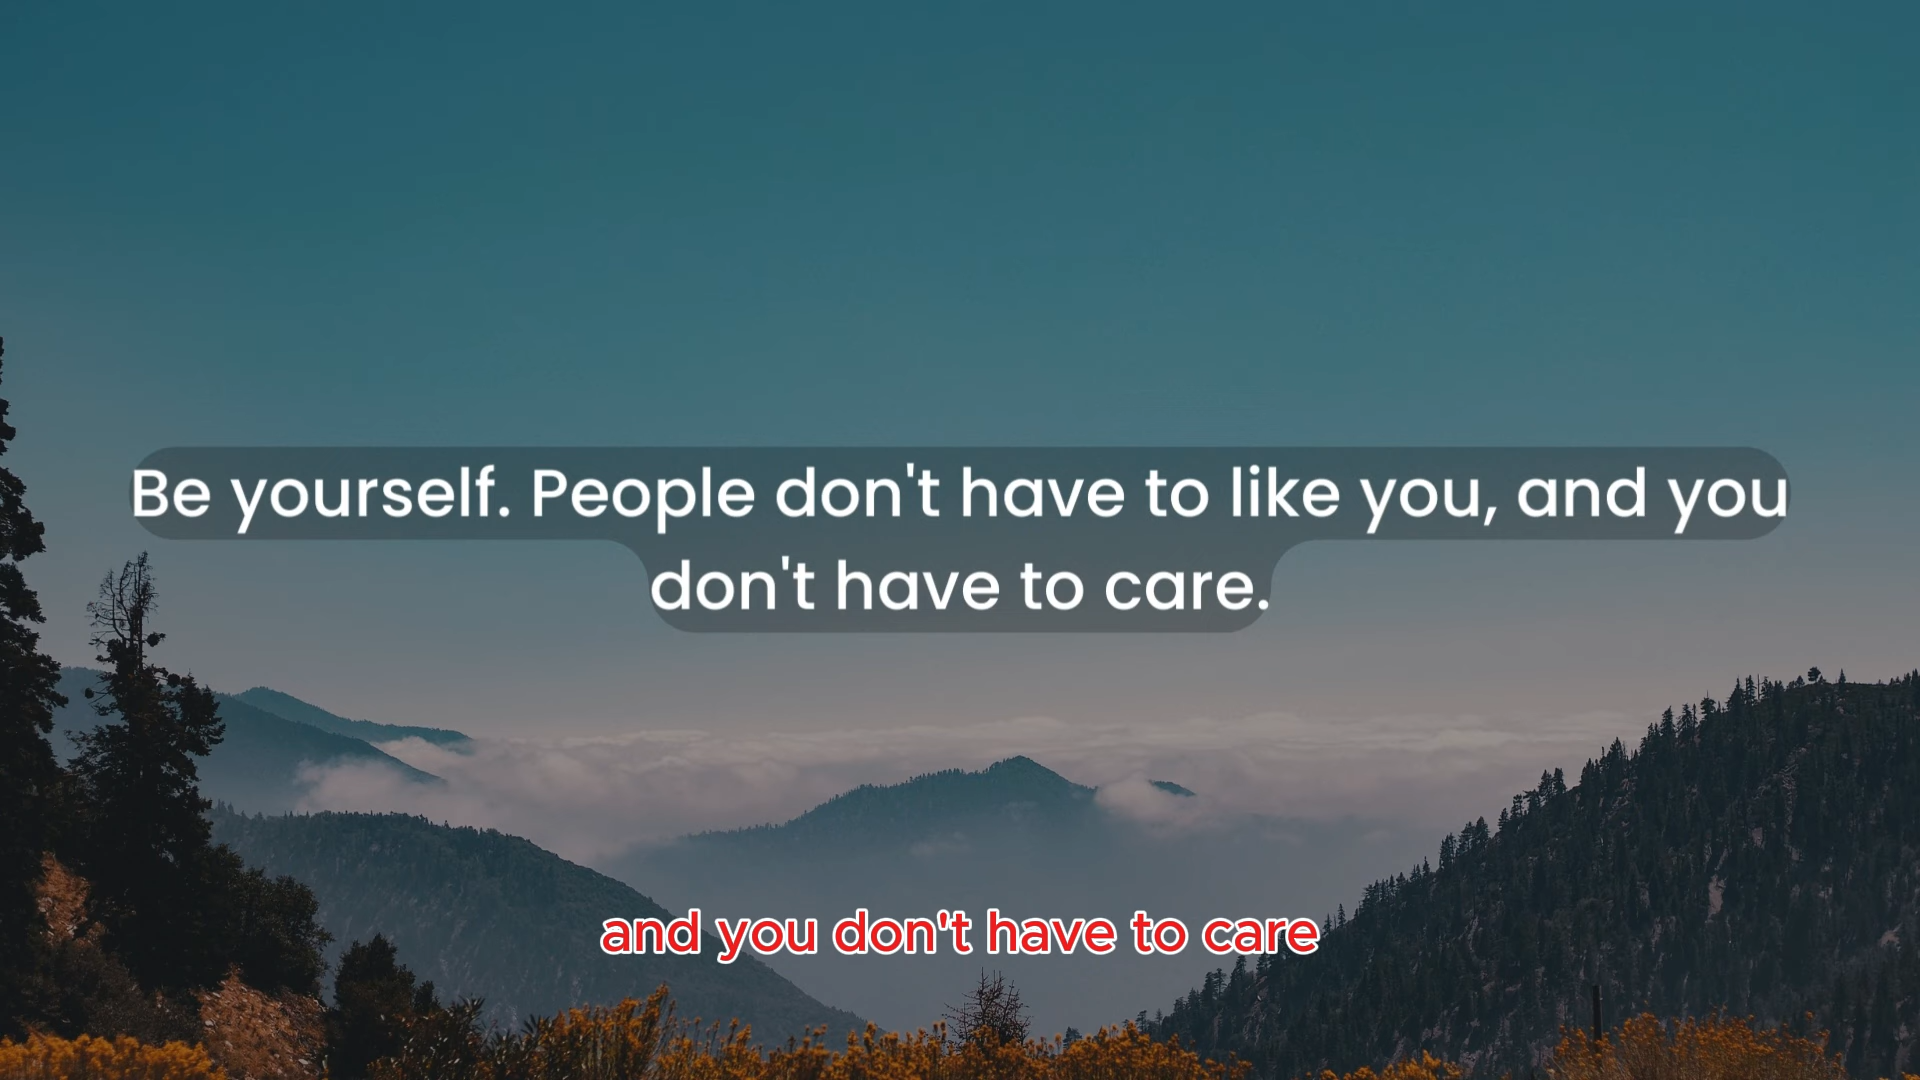 Be yourself. People don't have to like you, and you
don't have to care.
and you don't have to care